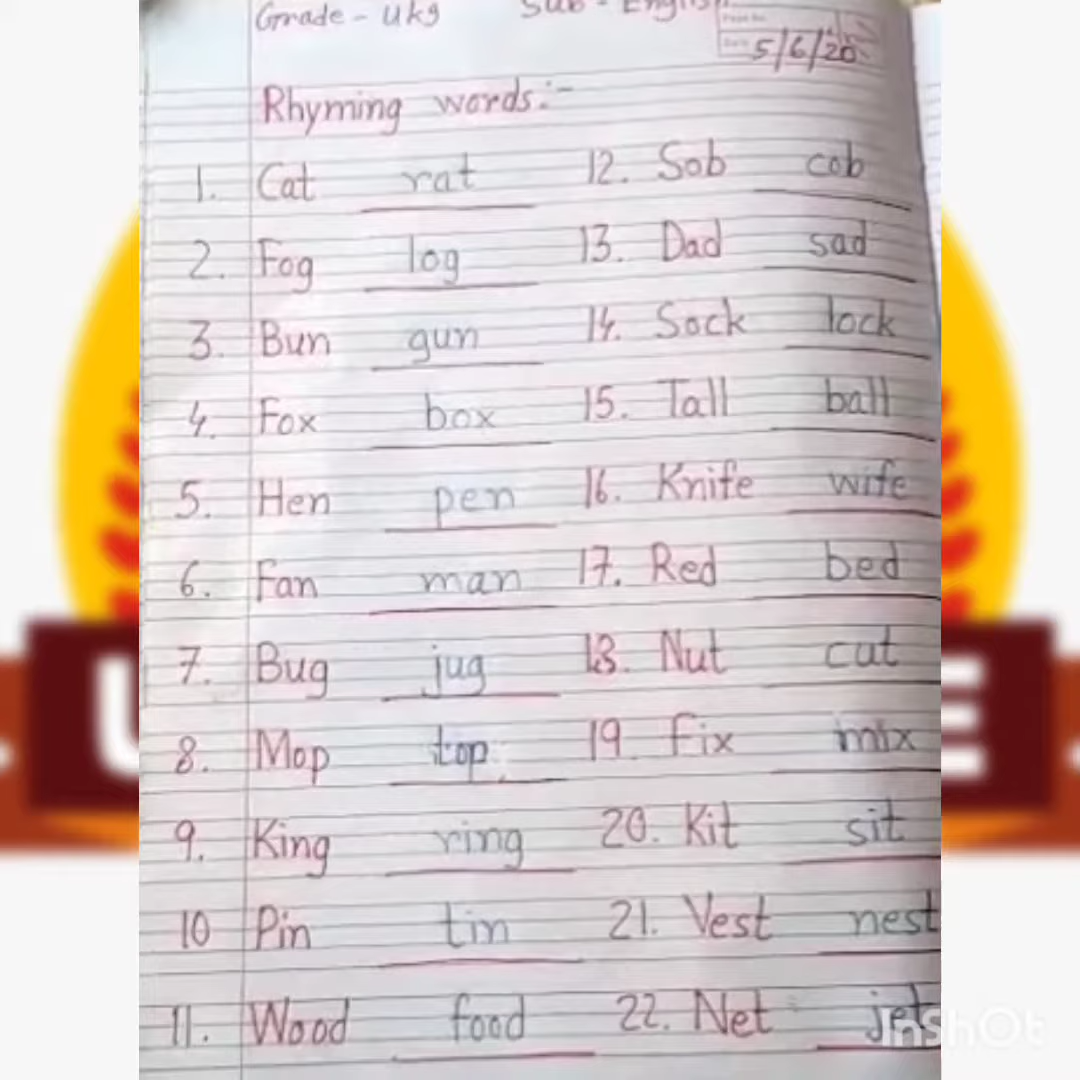 Grade - Ukg Sub - English
5/6/20
Rhyming words:-
1. Cat rat 12. Sob cob
2. Fog log 13. Dad sad
3. Bun gun 14. Sock lock
4. Fox box 15. Tall ball
5. Hen pen 16. Knife wife
6. Fan man 17. Red bed
7. Bug jug 18. Nut cut
8. Mop top 19. Fix mix
9. King ring 20. Kit sit
10 Pin tin 21. Vest nest
11. Wood food 22. Net jet
InShOt